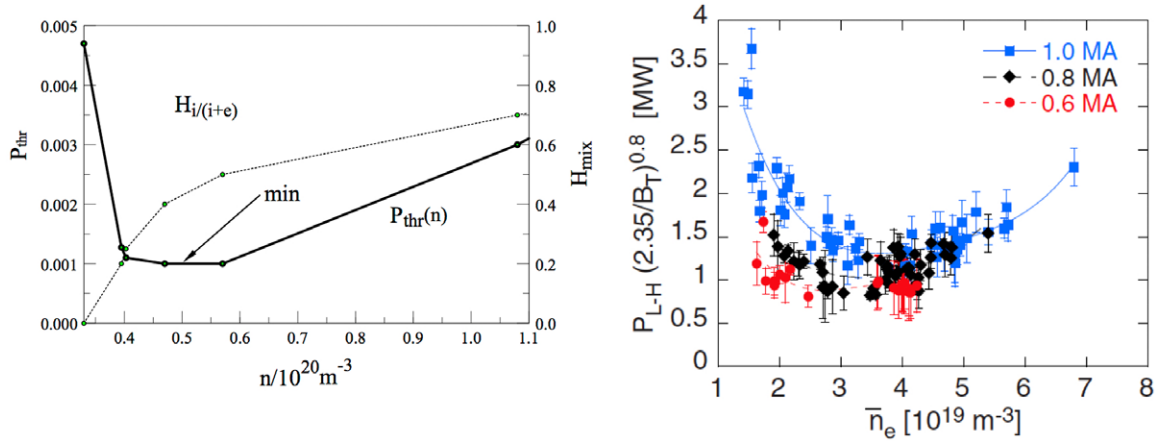 0.005
0.004
0.003
0.002
0.001
0.000
P_thr
H_i/(i+e)
min
P_thr(n)
1.0
0.8
0.6
0.4
0.2
0.0
H_mix
0.4 0.5 0.6 0.7 0.8 0.9 1.0 1.1
n/10^20 m^-3
4
3.5
3
2.5
2
1.5
1
0.5
0
P_L-H (2.35/B_T)^0.8 [MW]
1.0 MA
0.8 MA
0.6 MA
1 2 3 4 5 6 7 8
n̅_e [10^19 m^-3]